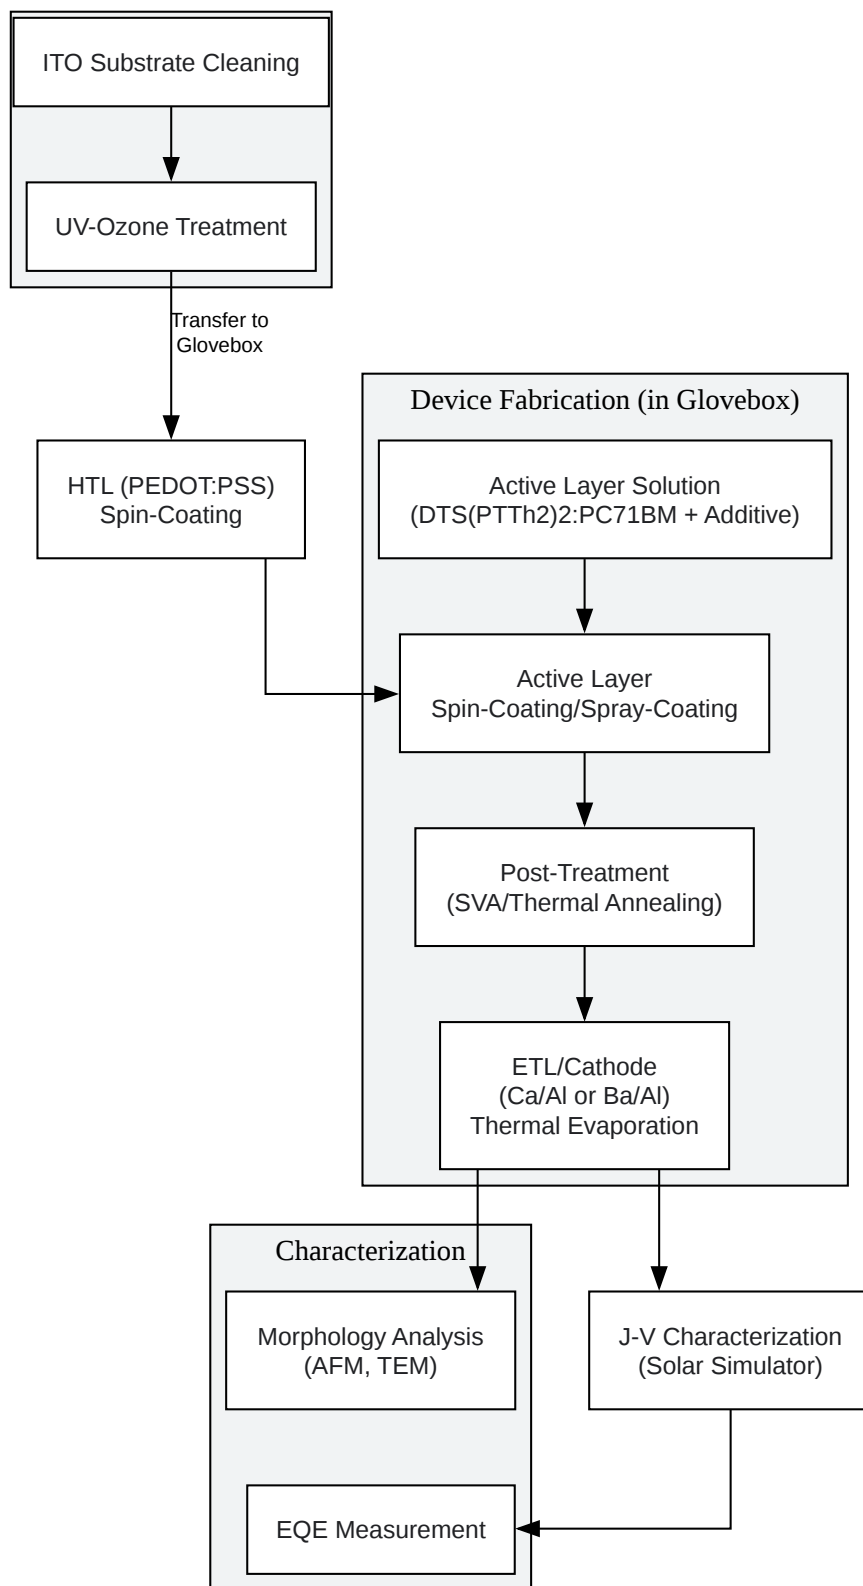 ITO Substrate Cleaning
UV-Ozone Treatment
Transfer to
Glovebox
Device Fabrication (in Glovebox)
HTL (PEDOT:PSS)
Spin-Coating
Active Layer Solution
(DTS(PTTh2)2:PC71BM + Additive)
Active Layer
Spin-Coating/Spray-Coating
Post-Treatment
(SVA/Thermal Annealing)
ETL/Cathode
(Ca/Al or Ba/Al)
Thermal Evaporation
Characterization
Morphology Analysis
(AFM, TEM)
J-V Characterization
(Solar Simulator)
EQE Measurement